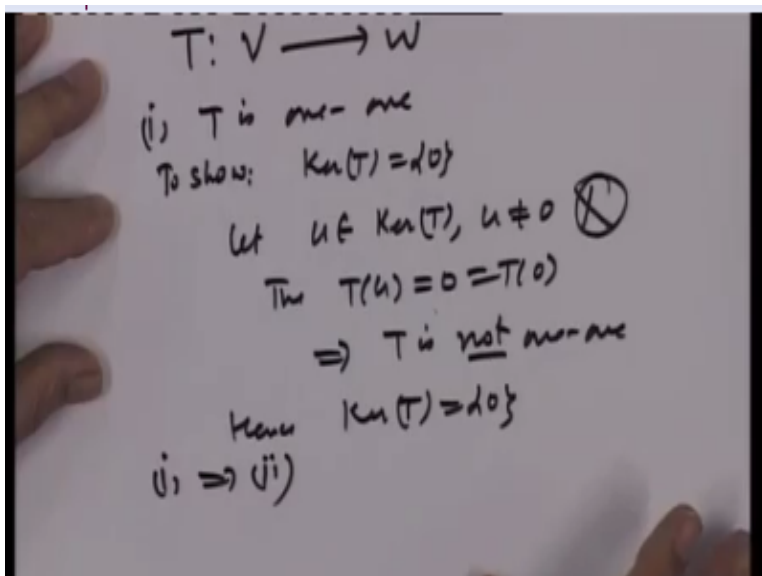 T: V ⟶ W
(i) T is one-one
To show: Ker(T) = {0}
Let u ∈ Ker(T), u ≠ 0
The T(u) = 0 = T(0)
⇒ T is not one-one
Hence Ker(T) = {0}
(i) ⇒ (ii)